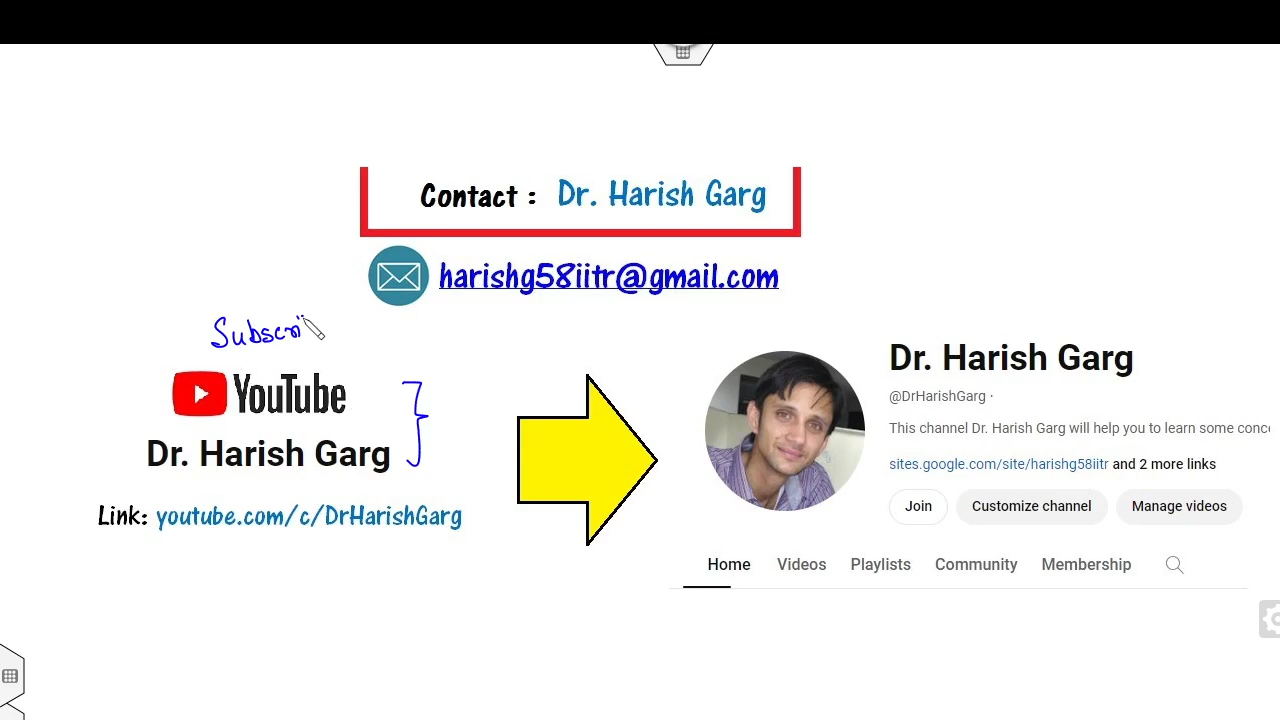 Contact : Dr. Harish Garg
harishg58iitr@gmail.com
Subscri
YouTube
Dr. Harish Garg
Link: youtube.com/c/DrHarishGarg
Dr. Harish Garg
@DrHarishGarg ·
This channel Dr. Harish Garg will help you to learn some conc
sites.google.com/site/harishg58iitr and 2 more links
Join Customize channel Manage videos
Home Videos Playlists Community Membership